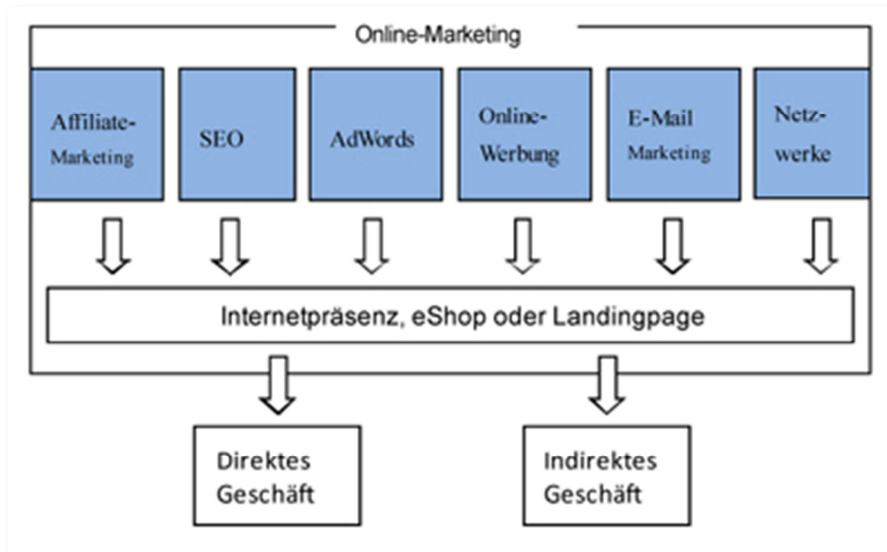 Online-Marketing
Affiliate-
Marketing
SEO
AdWords
Online-
Werbung
E-Mail
Marketing
Netz-
werke
Internetpräsenz, eShop oder Landingpage
Direktes
Geschäft
Indirektes
Geschäft